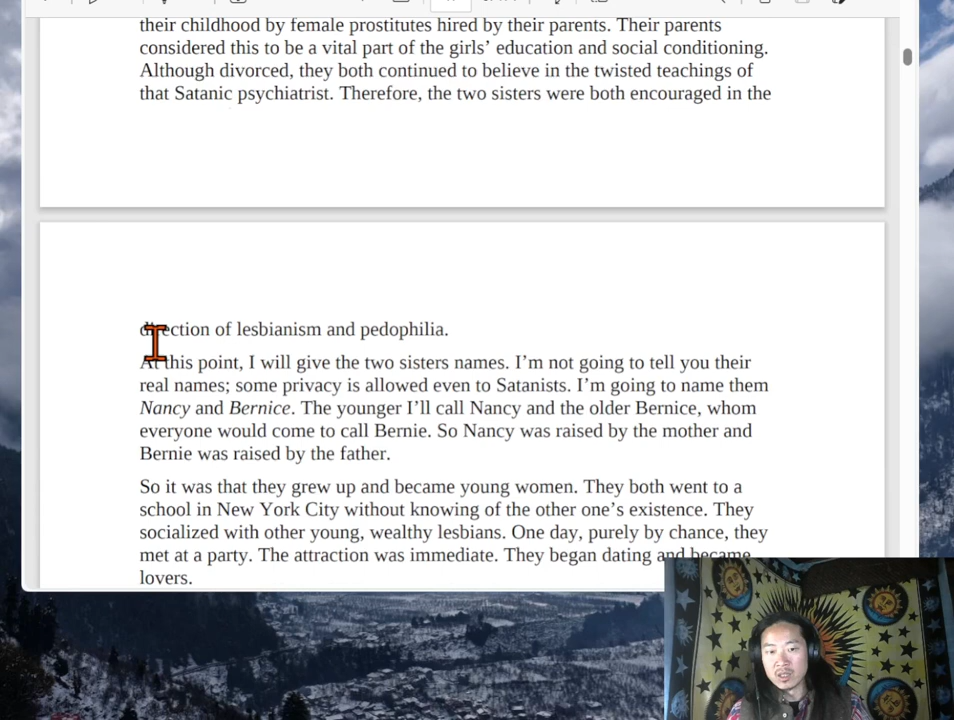 their childhood by female prostitutes hired by their parents. Their parents
considered this to be a vital part of the girls’ education and social conditioning.
Although divorced, they both continued to believe in the twisted teachings of
that Satanic psychiatrist. Therefore, the two sisters were both encouraged in the
direction of lesbianism and pedophilia.
At this point, I will give the two sisters names. I’m not going to tell you their
real names; some privacy is allowed even to Satanists. I’m going to name them
Nancy and Bernice. The younger I’ll call Nancy and the older Bernice, whom
everyone would come to call Bernie. So Nancy was raised by the mother and
Bernie was raised by the father.
So it was that they grew up and became young women. They both went to a
school in New York City without knowing of the other one’s existence. They
socialized with other young, wealthy lesbians. One day, purely by chance, they
met at a party. The attraction was immediate. They began dating and became
lovers.